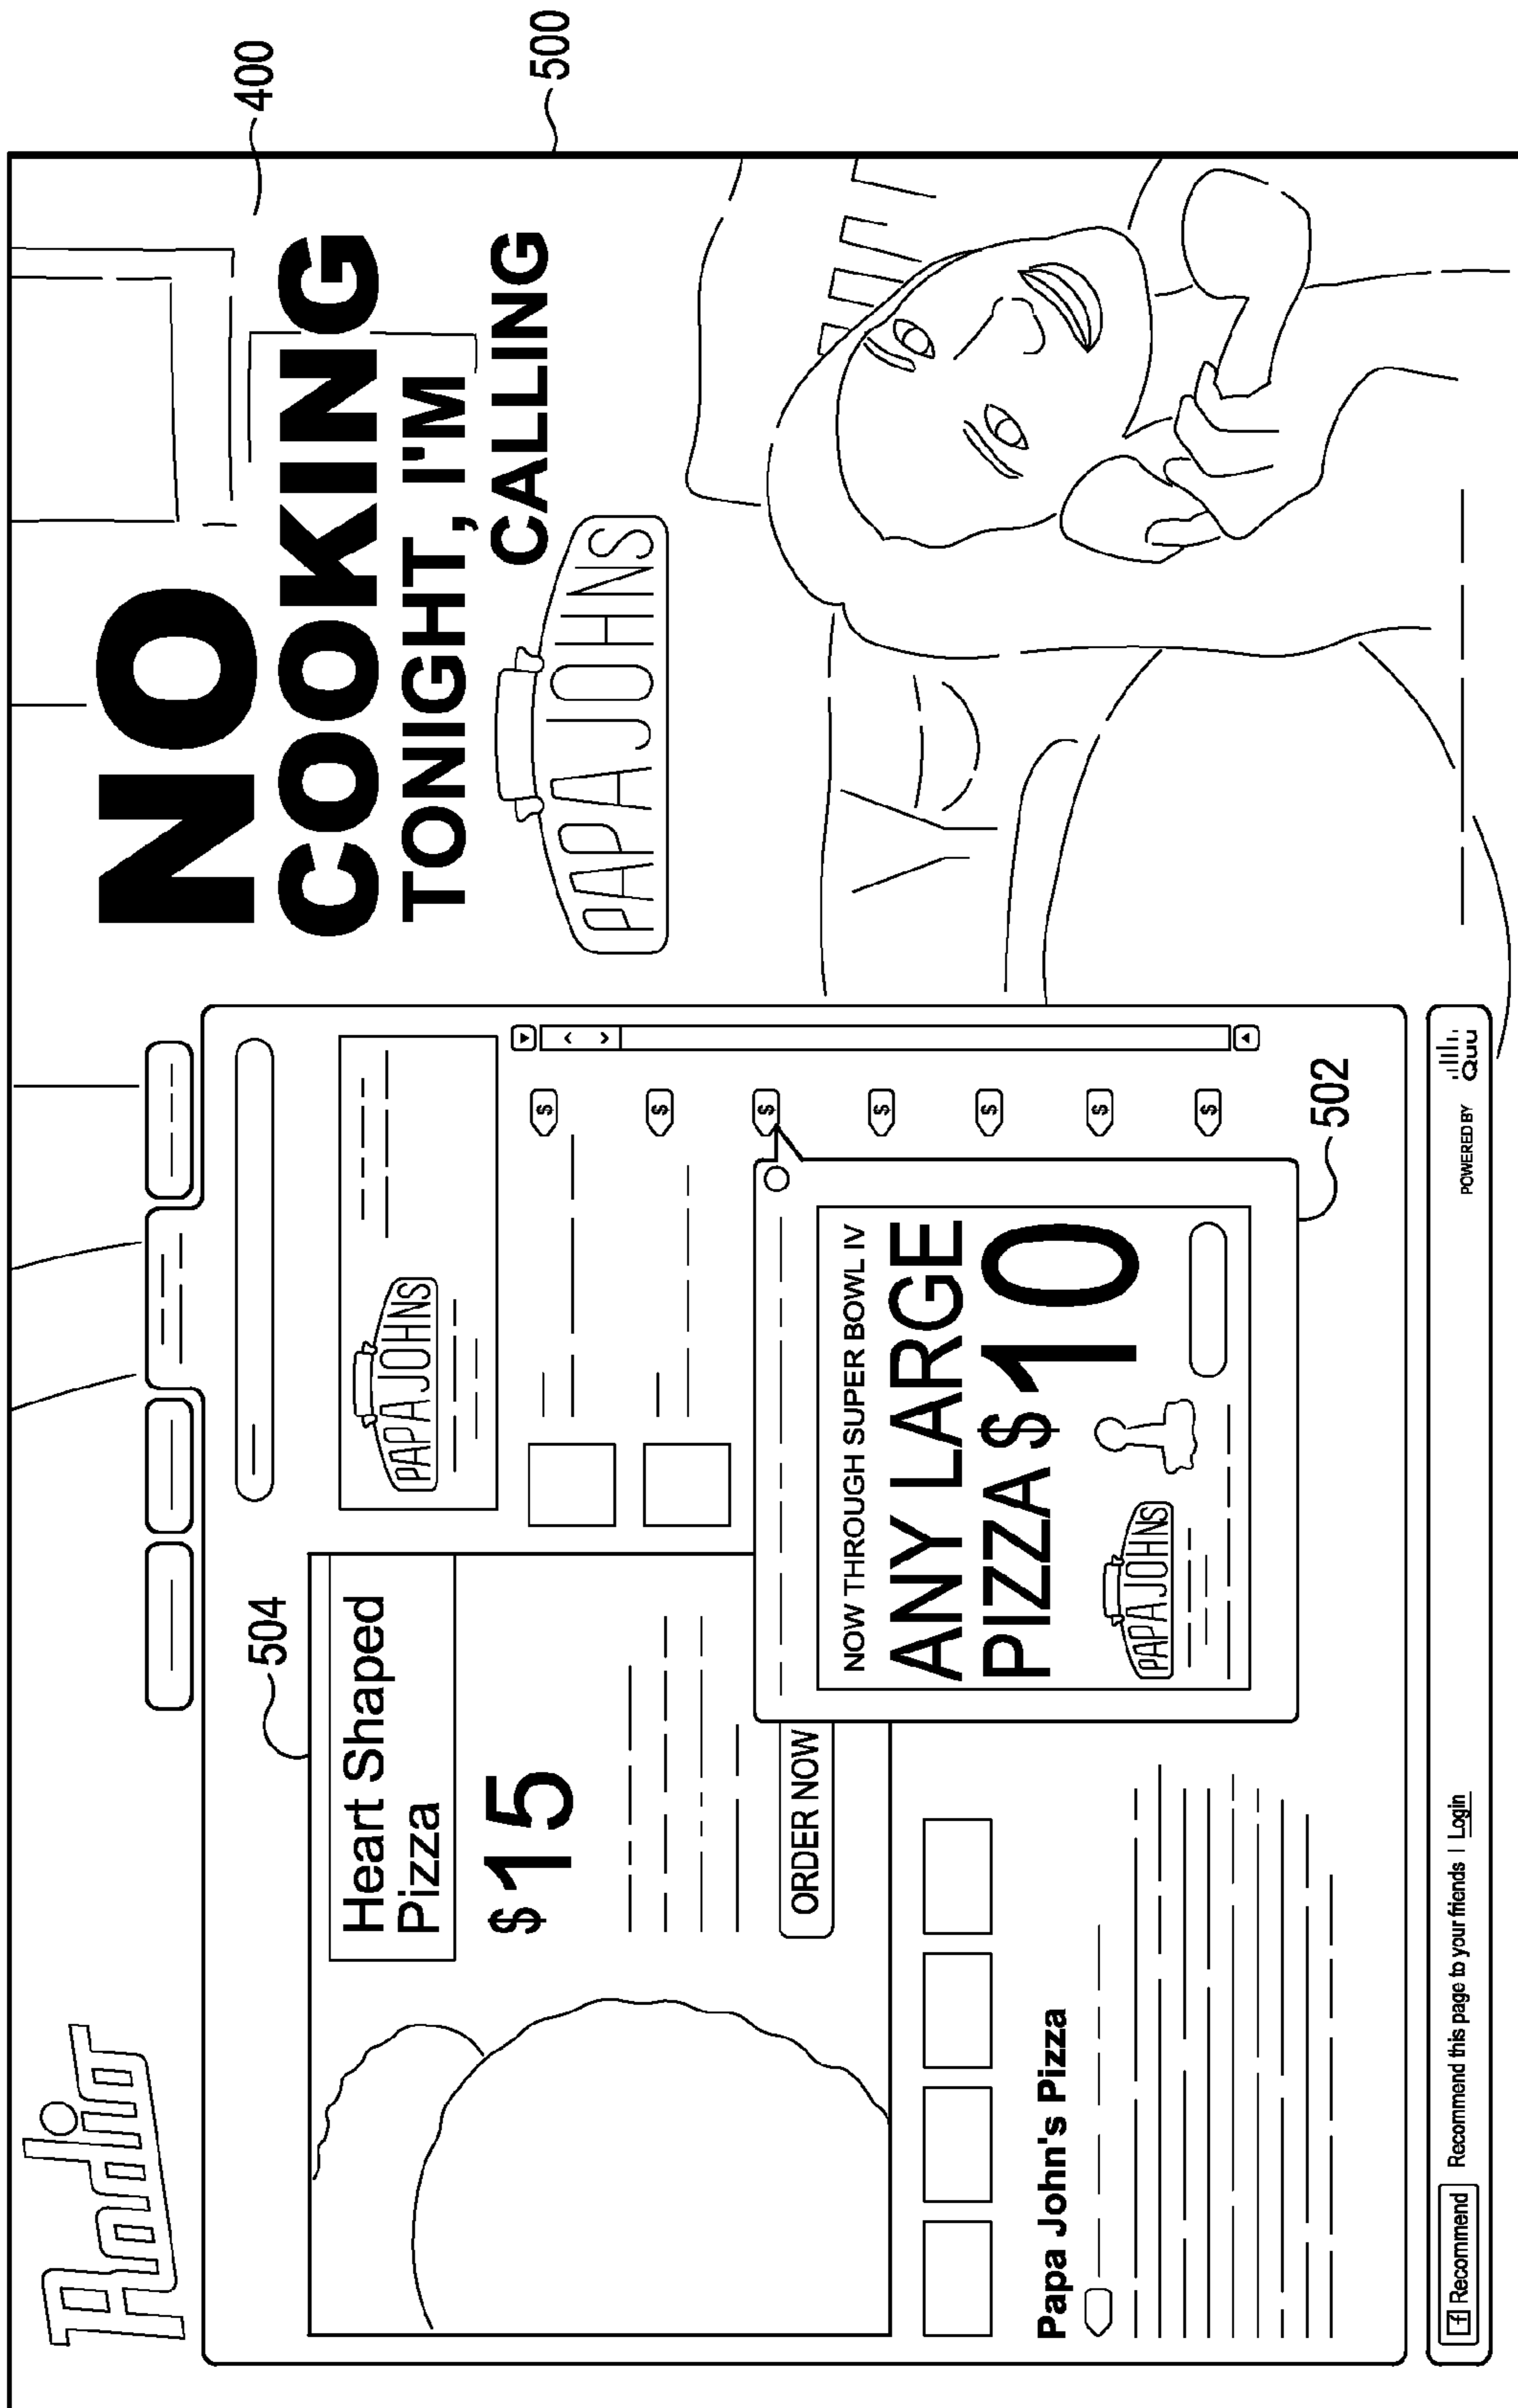 Radio
504
Heart Shaped
Pizza
$15
ORDER NOW
Papa John's Pizza
PAPA JOHNS
$
$
$
$
$
$
$
NOW THROUGH SUPER BOWL IV
ANY LARGE
PIZZA $10
PAPA JOHNS
502
NO
COOKING
TONIGHT, I'M
CALLING
PAPA JOHNS
400
500
f Recommend Recommend this page to your friends | Login
POWERED BY Quu